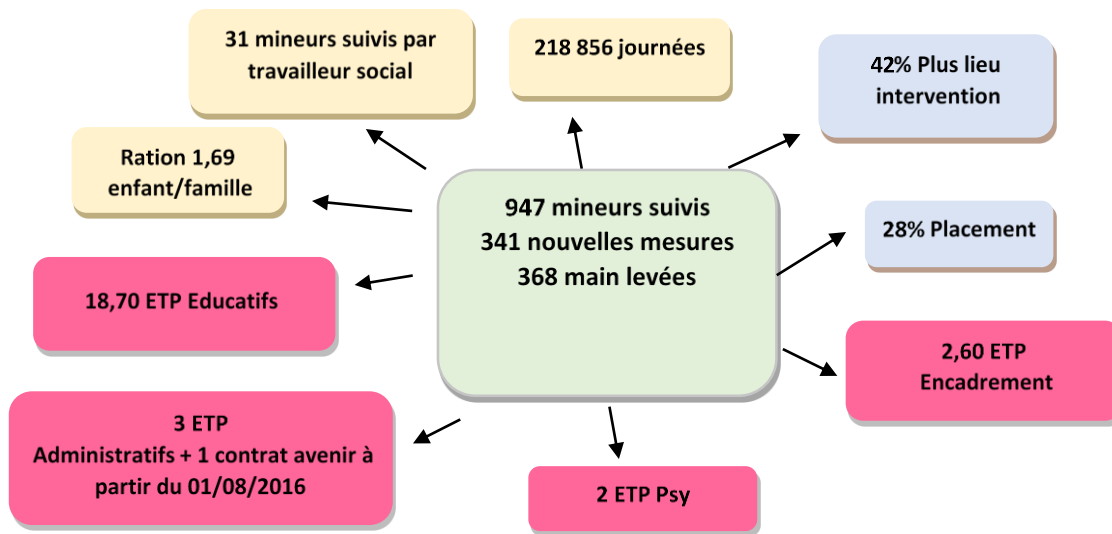 31 mineurs suivis par
travailleur social
218 856 journées
42% Plus lieu
intervention
Ration 1,69
enfant/famille
947 mineurs suivis
341 nouvelles mesures
368 main levées
28% Placement
18,70 ETP Educatifs
2,60 ETP
Encadrement
3 ETP
Administratifs + 1 contrat avenir à
partir du 01/08/2016
2 ETP Psy